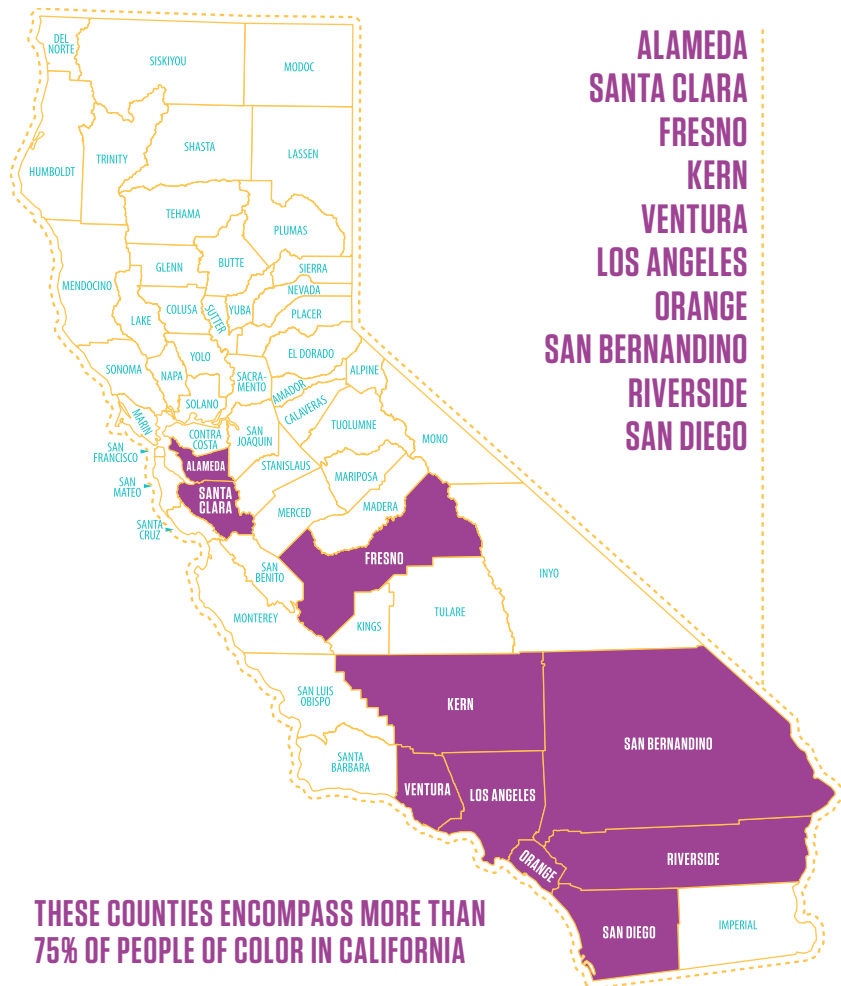 ALAMEDA
SANTA CLARA
FRESNO
KERN
VENTURA
LOS ANGELES
ORANGE
SAN BERNANDINO
RIVERSIDE
SAN DIEGO
DEL
NORTE
SISKIYOU
MODOC
HUMBOLDT
TRINITY
SHASTA
LASSEN
TEHAMA
PLUMAS
MENDOCINO
GLENN
BUTTE
SIERRA
NEVADA
LAKE
COLUSA
SUTTER
YUBA
PLACER
SONOMA
NAPA
YOLO
SACRA-
MENTO
EL DORADO
ALPINE
AMADOR
SOLANO
MARIN
CONTRA
COSTA
SAN
JOAQUIN
CALAVERAS
TUOLUMNE
MONO
SAN
FRANCISCO
ALAMEDA
STANISLAUS
MARIPOSA
SAN
MATEO
SANTA
CLARA
MERCED
MADERA
SANTA
CRUZ
SAN
BENITO
FRESNO
INYO
MONTEREY
KINGS
TULARE
SAN LUIS
OBISPO
KERN
SAN BERNANDINO
SANTA
BARBARA
VENTURA
LOS ANGELES
ORANGE
RIVERSIDE
SAN DIEGO
IMPERIAL
THESE COUNTIES ENCOMPASS MORE THAN
75% OF PEOPLE OF COLOR IN CALIFORNIA